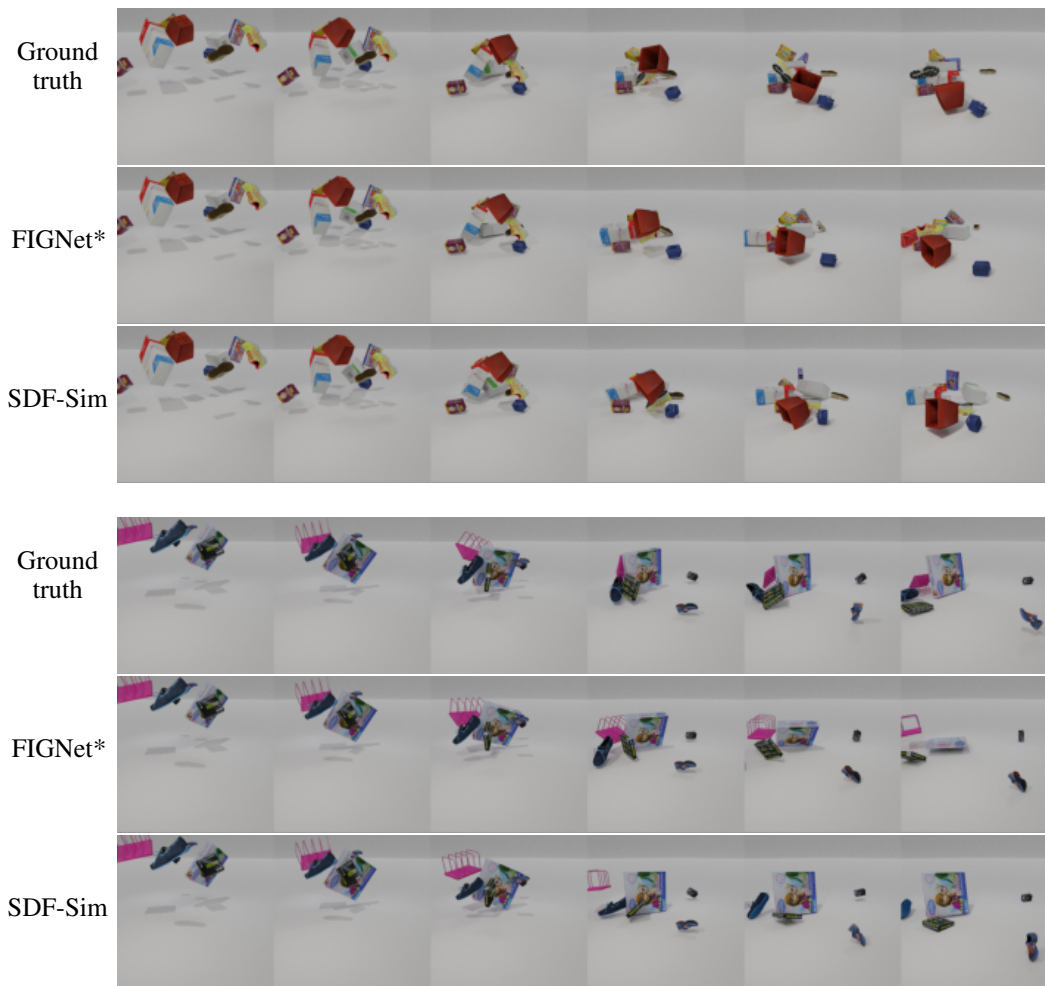 Ground
truth
FIGNet*
SDF-Sim
Ground
truth
FIGNet*
SDF-Sim